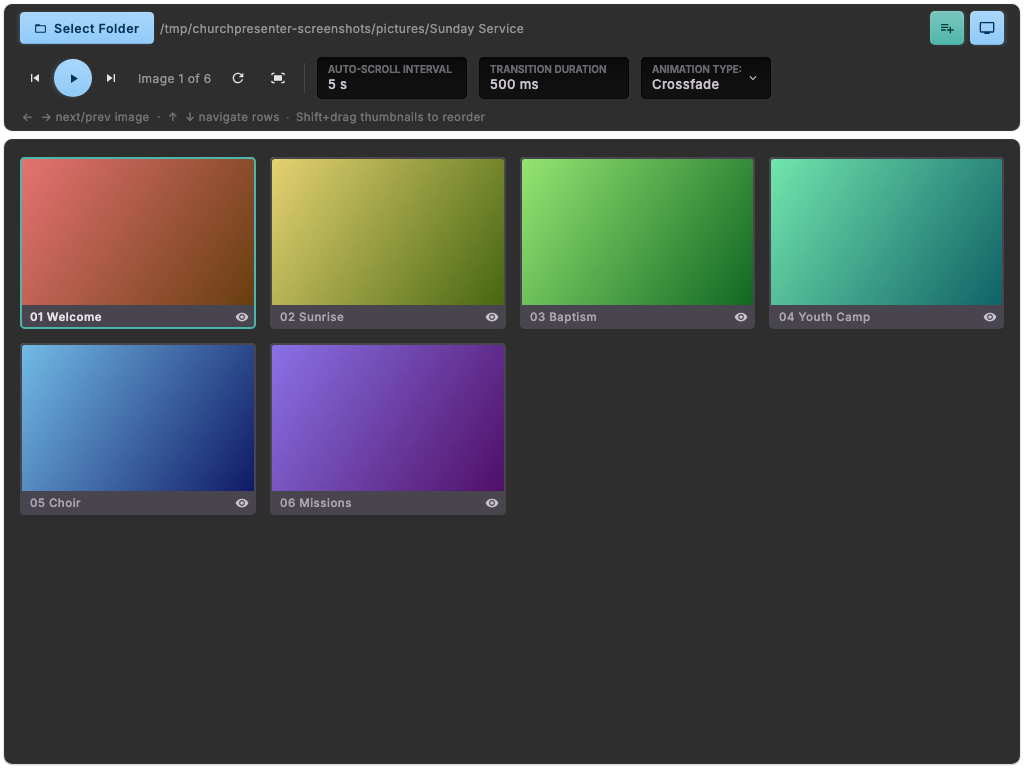 Select Folder /tmp/churchpresenter-screenshots/pictures/Sunday Service
Image 1 of 6
AUTO-SCROLL INTERVAL
5 s
TRANSITION DURATION
500 ms
ANIMATION TYPE:
Crossfade
← → next/prev image · ↑ ↓ navigate rows · Shift+drag thumbnails to reorder
01 Welcome
02 Sunrise
03 Baptism
04 Youth Camp
05 Choir
06 Missions